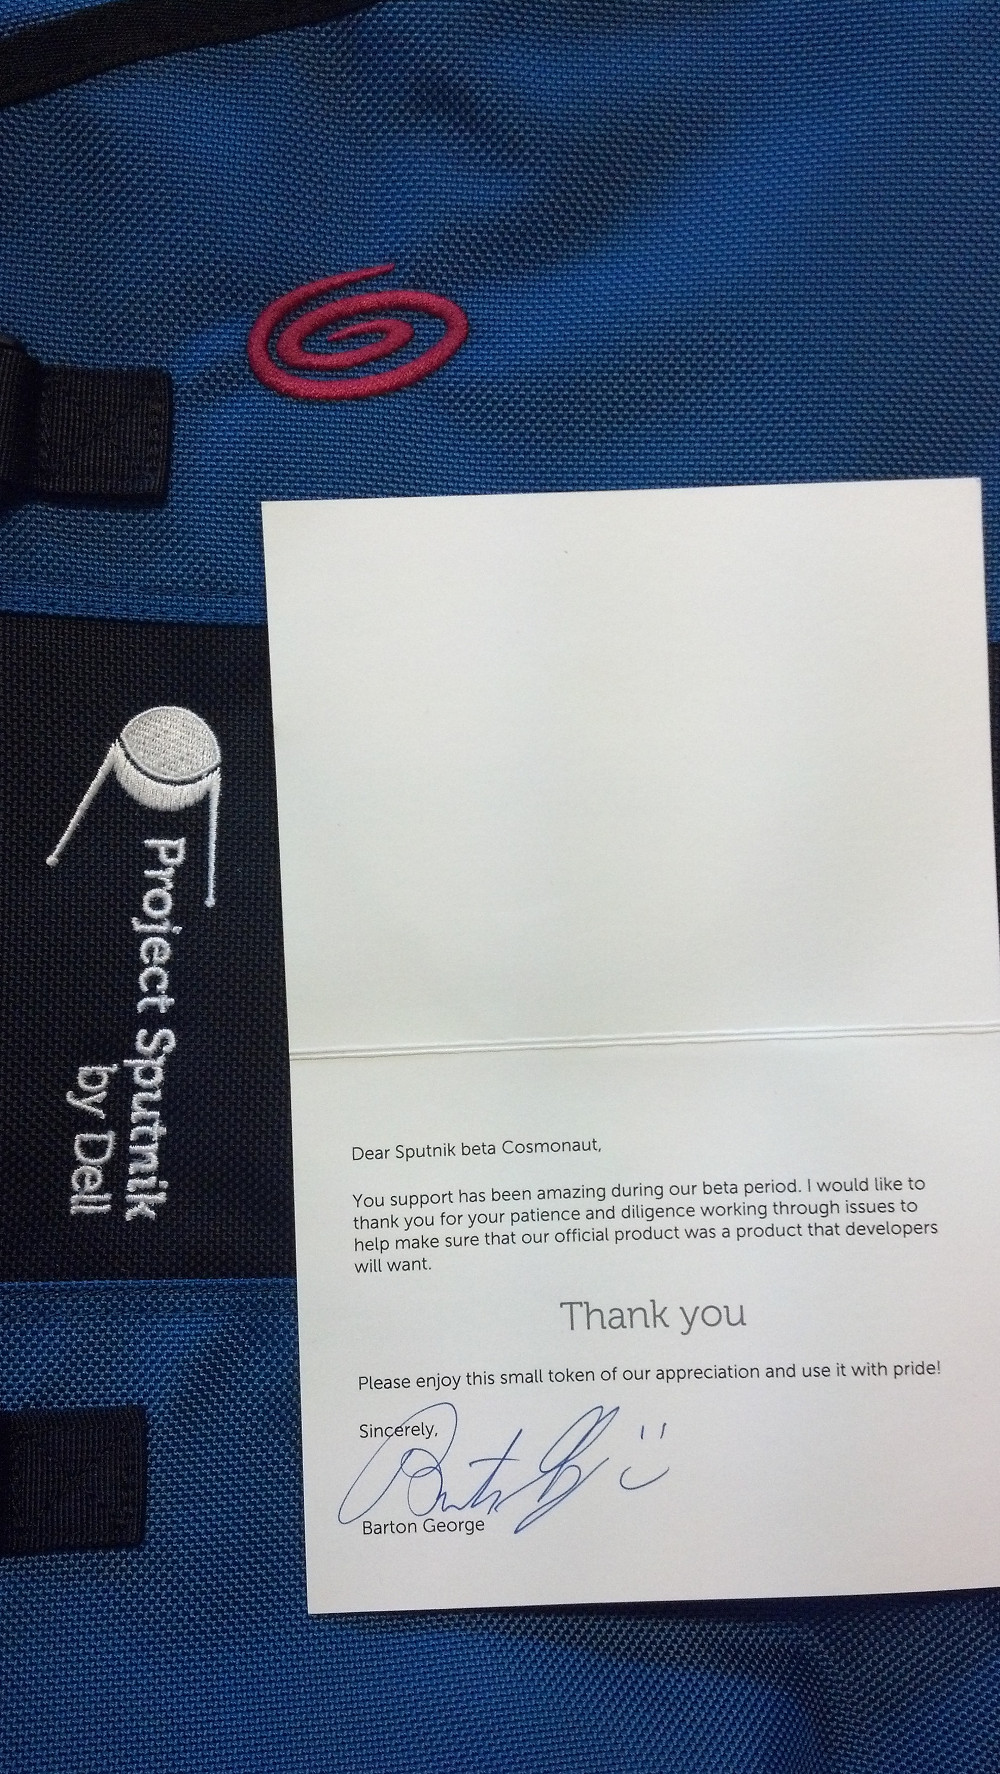 Project Sputnik
by Dell
Dear Sputnik beta Cosmonaut,
You support has been amazing during our beta period. I would like to
thank you for your patience and diligence working through issues to
help make sure that our official product was a product that developers
will want.
Thank you
Please enjoy this small token of our appreciation and use it with pride!
Sincerely,
Barton George